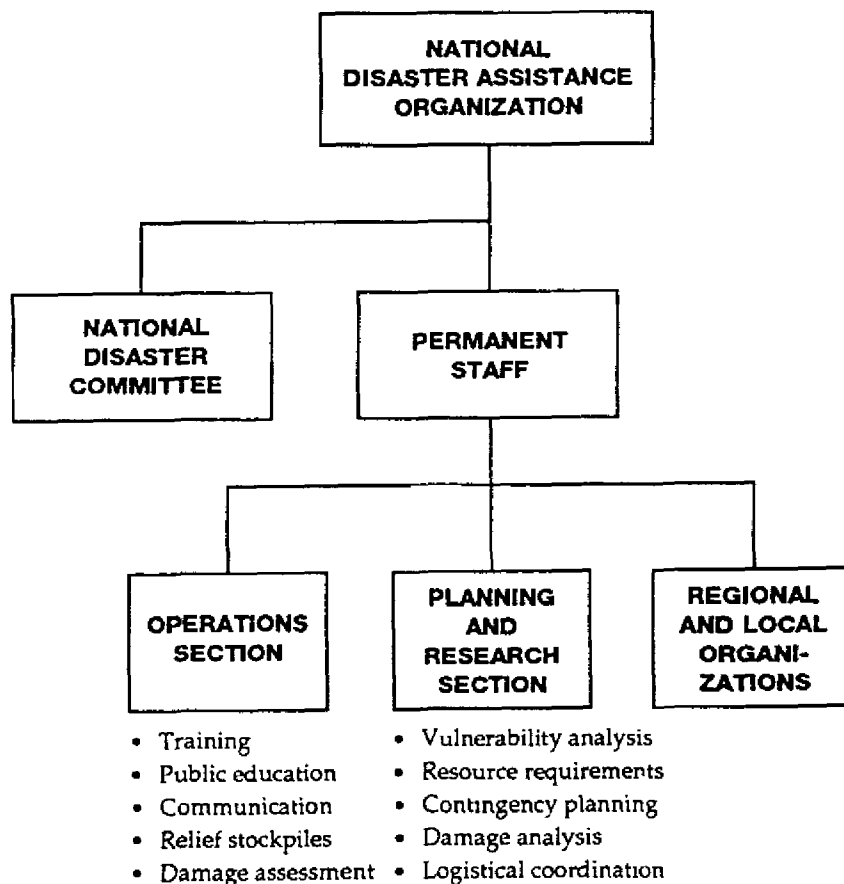 NATIONAL
DISASTER ASSISTANCE
ORGANIZATION
NATIONAL
DISASTER
COMMITTEE
PERMANENT
STAFF
OPERATIONS
SECTION
PLANNING
AND
RESEARCH
SECTION
REGIONAL
AND LOCAL
ORGANI-
ZATIONS
• Training
• Public education
• Communication
• Relief stockpiles
• Damage assessment
• Vulnerability analysis
• Resource requirements
• Contingency planning
• Damage analysis
• Logistical coordination